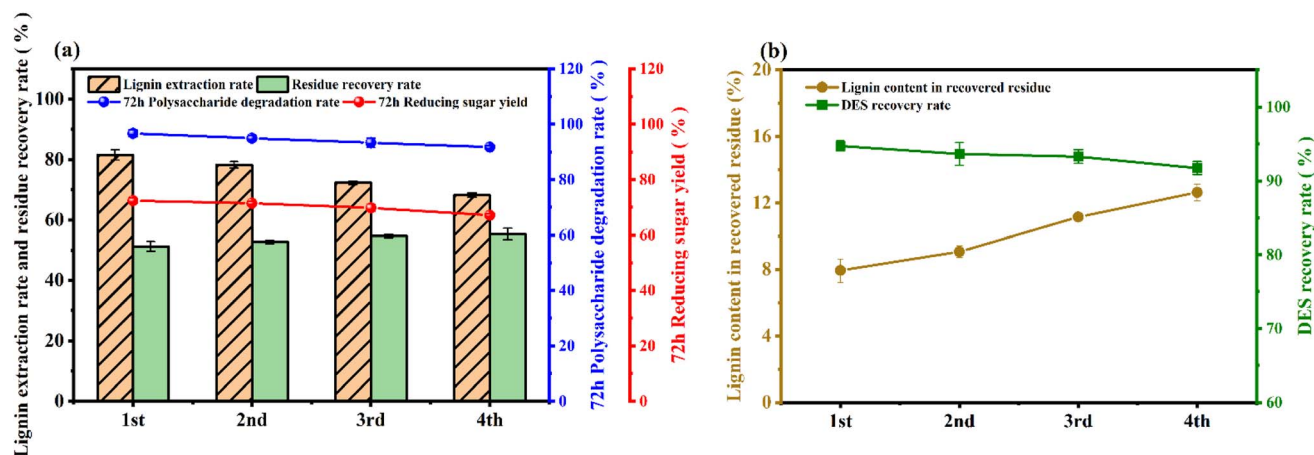 (a)
Lignin extraction rate and residue recovery rate ( % )
100
80
60
40
20
0
Lignin extraction rate
Residue recovery rate
72h Polysaccharide degradation rate
72h Reducing sugar yield
1st
2nd
3rd
4th
120
100
80
60
40
20
0
72h Polysaccharide degradation rate ( % )
120
100
80
60
40
20
0
72h Reducing sugar yield ( % )
(b)
Lignin content in recovered residue (%)
20
16
12
8
4
0
Lignin content in recovered residue
DES recovery rate
1st
2nd
3rd
4th
100
90
80
70
60
DES recovery rate ( % )